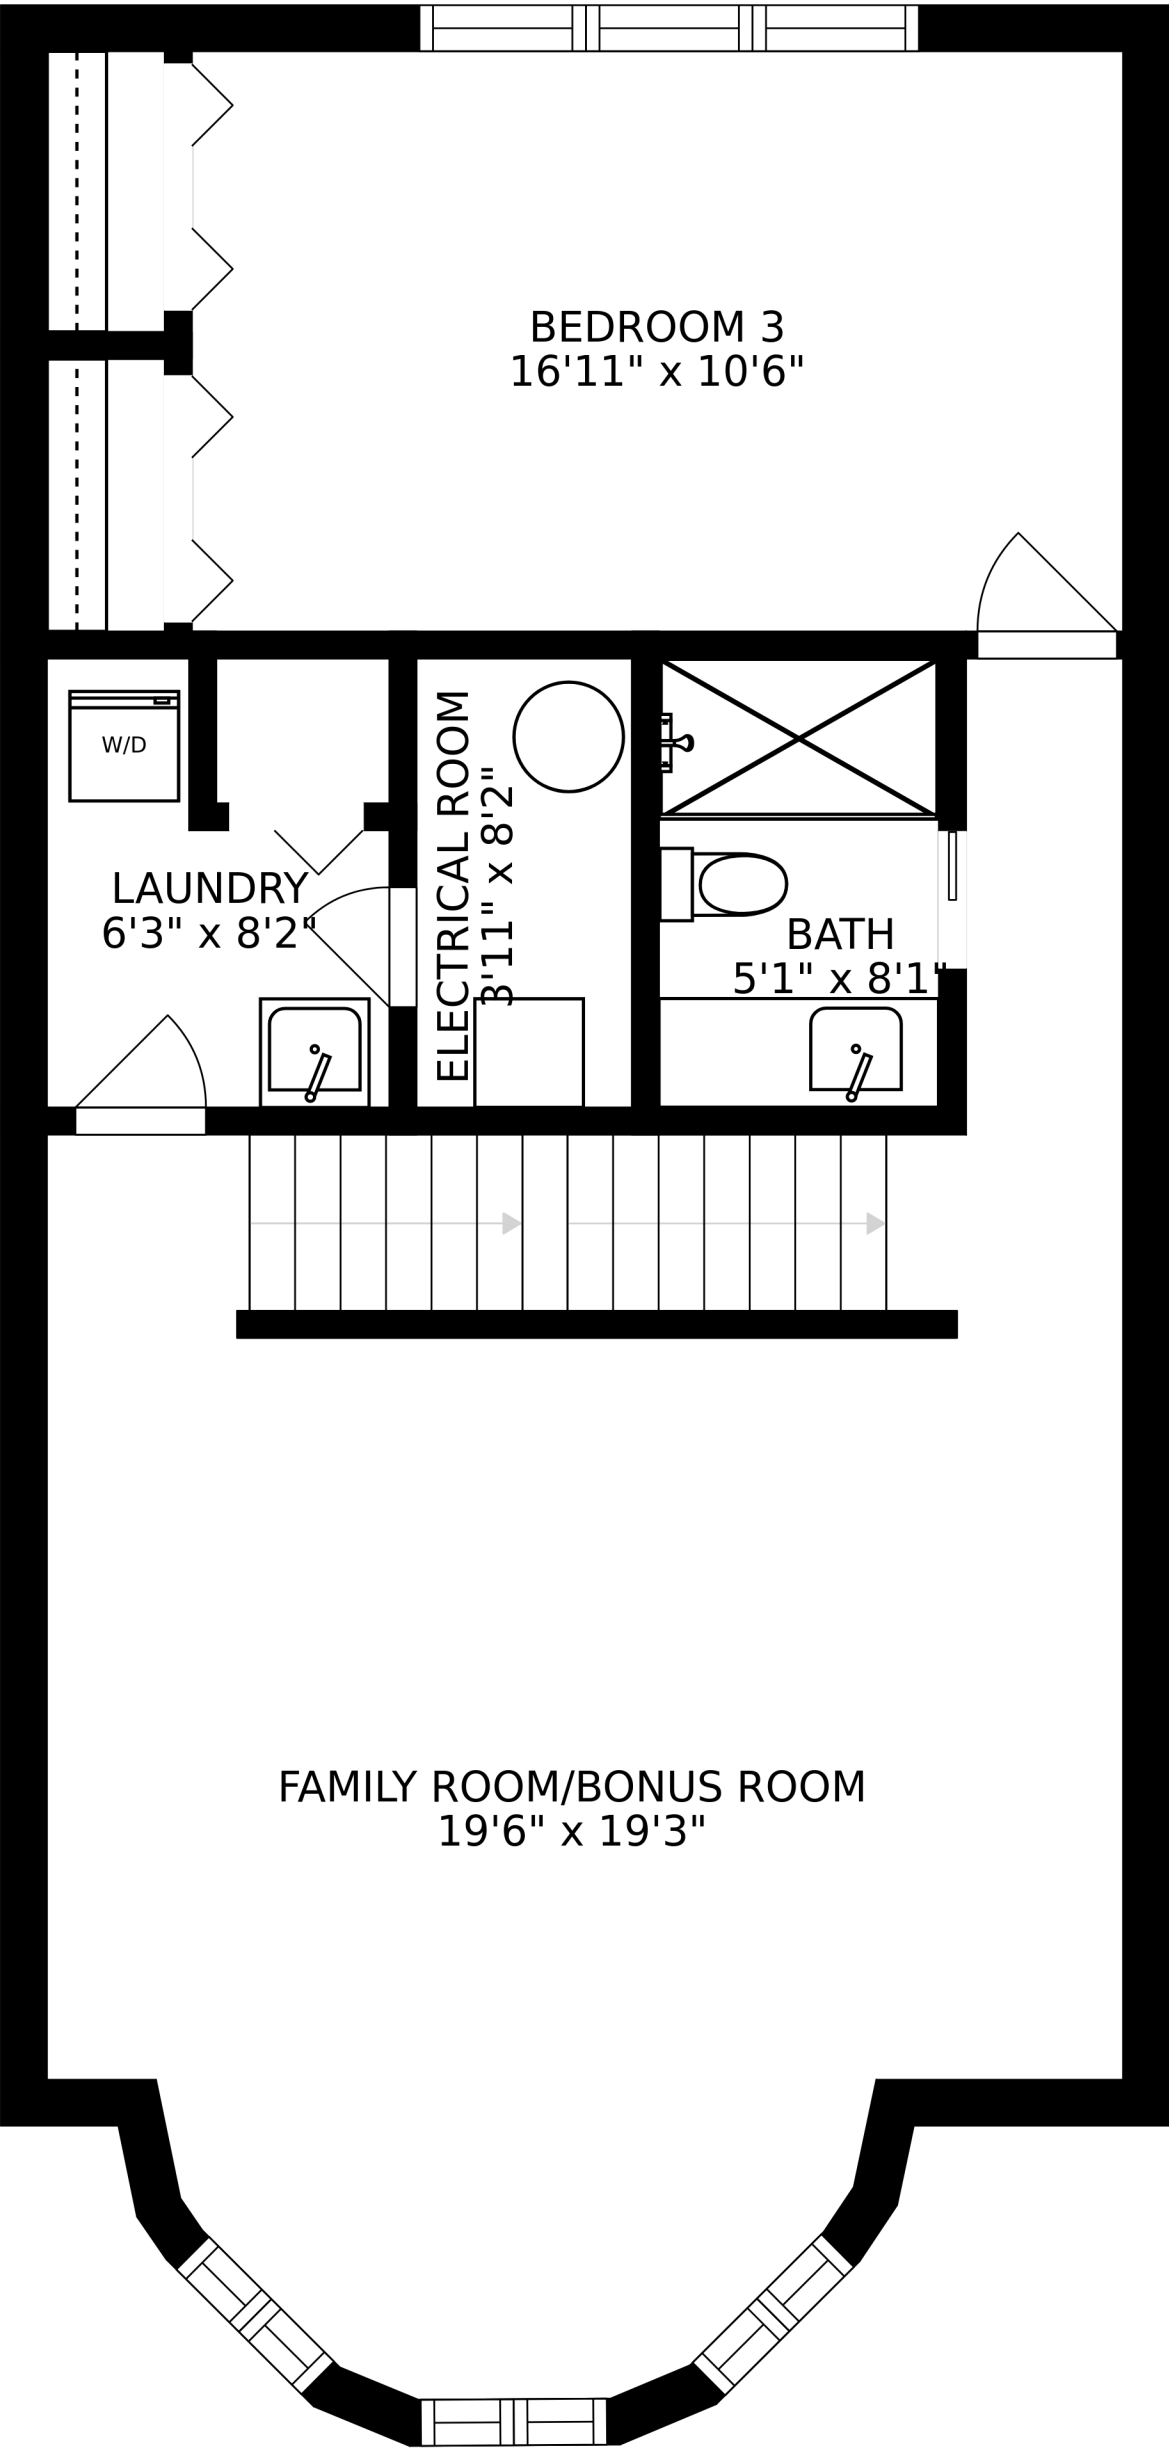 BEDROOM 3
16'11" x 10'6"
W/D
LAUNDRY
6'3" x 8'2"
ELECTRICAL ROOM
3'11" x 8'2"
BATH
5'1" x 8'1"
FAMILY ROOM/BONUS ROOM
19'6" x 19'3"